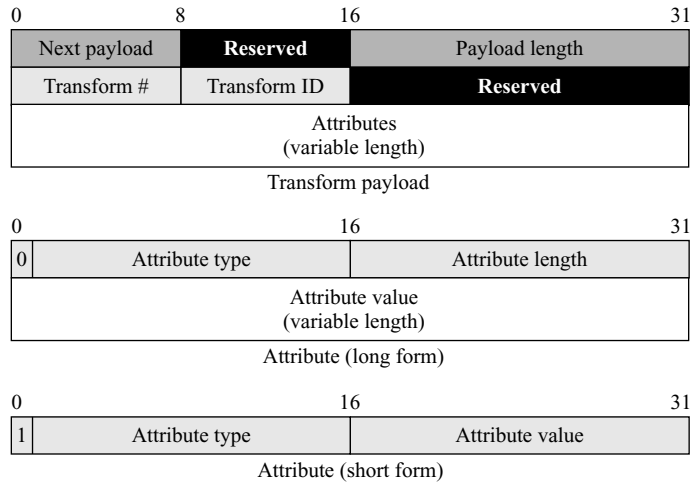 0 8 16 31
Next payload Reserved Payload length
Transform # Transform ID Reserved
Attributes
(variable length)
Transform payload
0 16 31
0 Attribute type Attribute length
Attribute value
(variable length)
Attribute (long form)
0 16 31
1 Attribute type Attribute value
Attribute (short form)